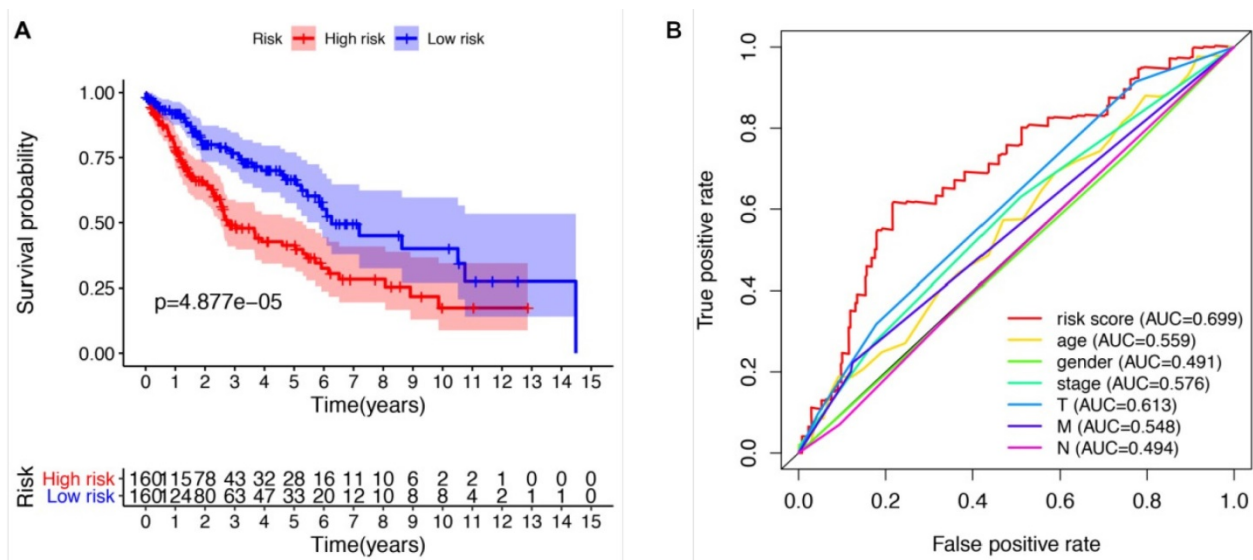 A
Risk High risk Low risk
Survival probability
1.00
0.75
0.50
0.25
0.00
p=4.877e-05
0 1 2 3 4 5 6 7 8 9 10 11 12 13 14 15
Time(years)
Risk
High risk 160 115 78 43 32 28 16 11 10 6 2 2 1 0 0 0
Low risk 160 124 80 63 47 33 20 12 10 8 8 4 2 1 1 0
0 1 2 3 4 5 6 7 8 9 10 11 12 13 14 15
Time(years)
B
True positive rate
1.0
0.8
0.6
0.4
0.2
0.0
risk score (AUC=0.699)
age (AUC=0.559)
gender (AUC=0.491)
stage (AUC=0.576)
T (AUC=0.613)
M (AUC=0.548)
N (AUC=0.494)
0.0 0.2 0.4 0.6 0.8 1.0
False positive rate